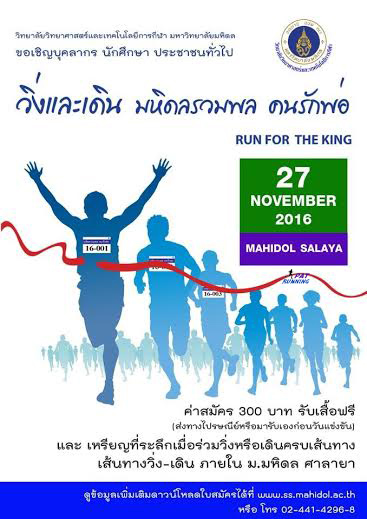 วิทยาลัยวิทยาศาสตร์และเทคโนโลยีการกีฬา มหาวิทยาลัยมหิดล
ขอเชิญบุคลากร นักศึกษา ประชาชนทั่วไป
วิ่งและเดิน มหิดลรวมพล คนรักพ่อ
RUN FOR THE KING
27
NOVEMBER
2016
MAHIDOL SALAYA
16-001
16-003
PAT
RUNNING
ค่าสมัคร 300 บาท รับเสื้อฟรี
(ส่งทางไปรษณีย์หรือมารับเองก่อนวันแข่งขัน)
และ เหรียญที่ระลึกเมื่อร่วมวิ่งหรือเดินครบเส้นทาง
เส้นทางวิ่ง-เดิน ภายใน ม.มหิดล ศาลายา
ดูข้อมูลเพิ่มเติมดาวน์โหลดใบสมัครได้ที่ www.ss.mahidol.ac.th
หรือ โทร 02-441-4296-8